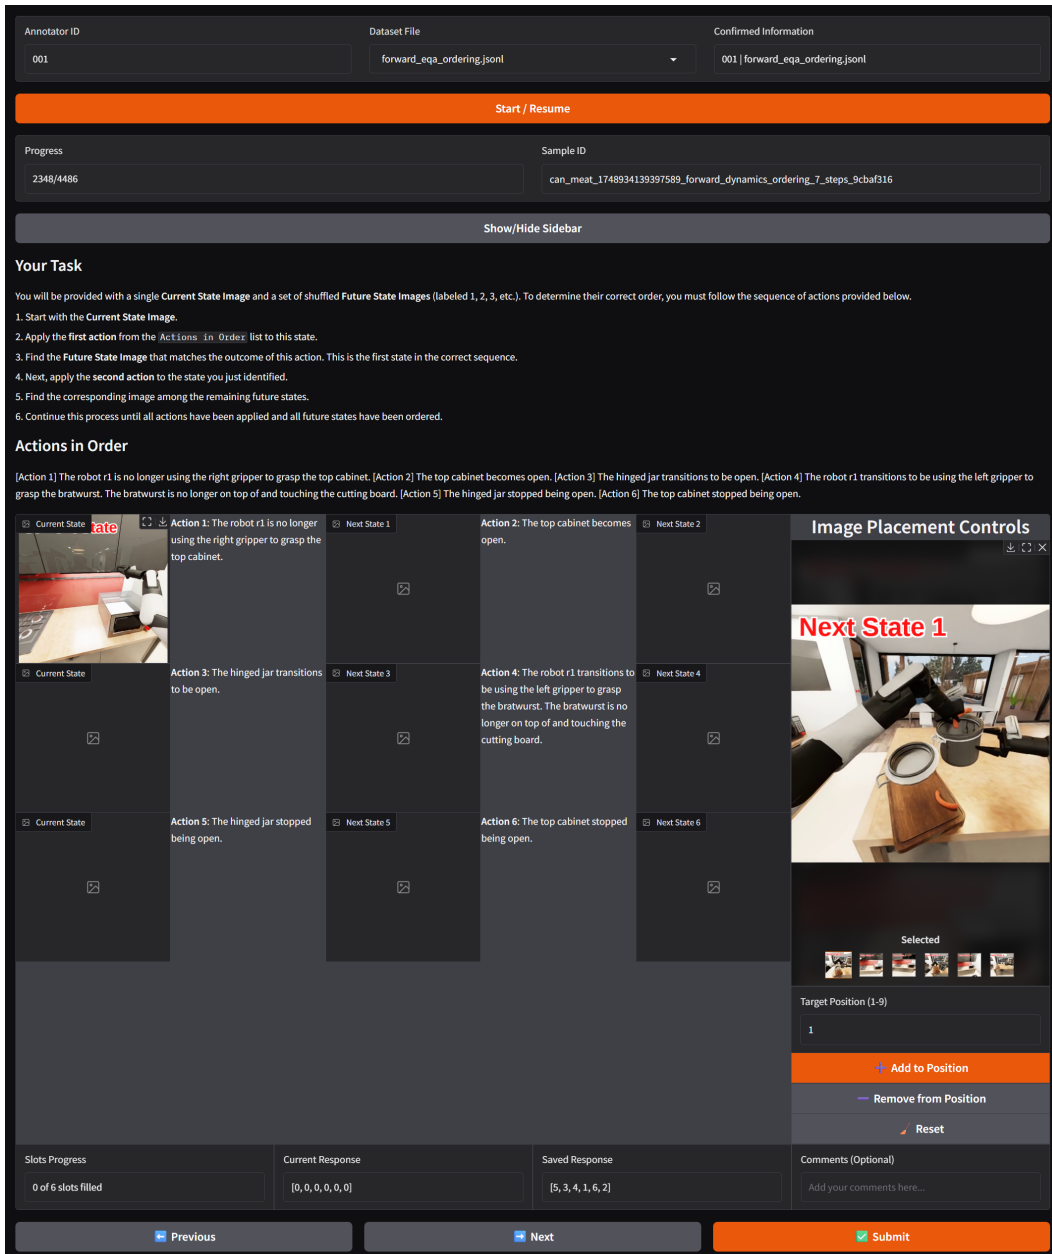 Annotator ID
Dataset File
Confirmed Information
001
forward_eqa_ordering.jsonl
001 | forward_eqa_ordering.jsonl
Start / Resume
Progress
Sample ID
2348/4486
can_meat_1748934139397589_forward_dynamics_ordering_7_steps_9cbaf316
Show/Hide Sidebar
Your Task
You will be provided with a single Current State Image and a set of shuffled Future State Images (labeled 1, 2, 3, etc.). To determine their correct order, you must follow the sequence of actions provided below.
1. Start with the Current State Image.
2. Apply the first action from the Actions in Order list to this state.
3. Find the Future State Image that matches the outcome of this action. This is the first state in the correct sequence.
4. Next, apply the second action to the state you just identified.
5. Find the corresponding image among the remaining future states.
6. Continue this process until all actions have been applied and all future states have been ordered.
Actions in Order
[Action 1] The robot r1 is no longer using the right gripper to grasp the top cabinet. [Action 2] The top cabinet becomes open. [Action 3] The hinged jar transitions to be open. [Action 4] The robot r1 transitions to be using the left gripper to
grasp the bratwurst. The bratwurst is no longer on top of and touching the cutting board. [Action 5] The hinged jar stopped being open. [Action 6] The top cabinet stopped being open.
Current State
tate
Action 1: The robot r1 is no longer
using the right gripper to grasp the
top cabinet.
Next State 1
Action 2: The top cabinet becomes
open.
Next State 2
Image Placement Controls
Next State 1
Current State
Action 3: The hinged jar transitions
to be open.
Next State 3
Action 4: The robot r1 transitions to
be using the left gripper to grasp
the bratwurst. The bratwurst is no
longer on top of and touching the
cutting board.
Next State 4
Current State
Action 5: The hinged jar stopped
being open.
Next State 5
Action 6: The top cabinet stopped
being open.
Next State 6
Selected
Target Position (1-9)
1
Add to Position
Remove from Position
Reset
Slots Progress
Current Response
Saved Response
Comments (Optional)
0 of 6 slots filled
[0, 0, 0, 0, 0, 0]
[5, 3, 4, 1, 6, 2]
Add your comments here...
Previous
Next
Submit